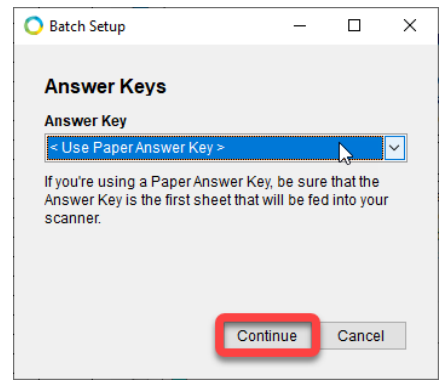 Batch Setup
Answer Keys
Answer Key
< Use Paper Answer Key >
If you're using a Paper Answer Key, be sure that the
Answer Key is the first sheet that will be fed into your
scanner.
Continue Cancel